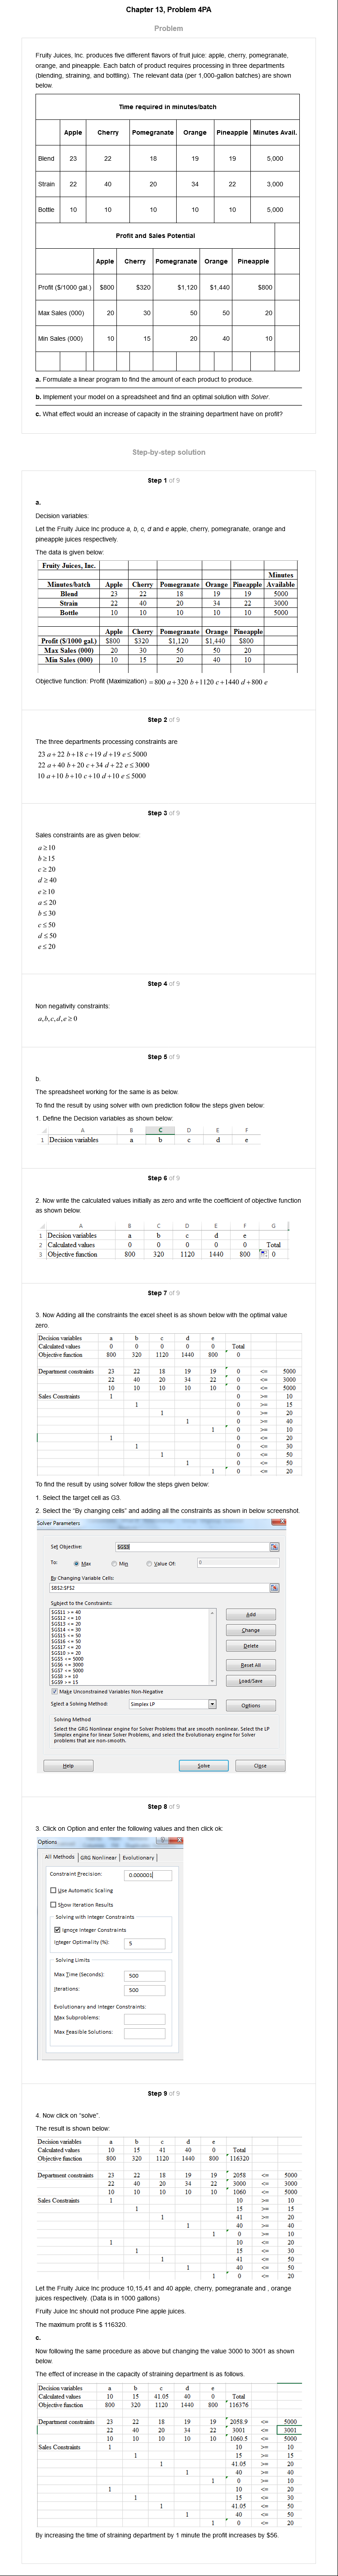 Chapter 13, Problem 4PA
Problem
Fruity Juices, Inc. produces five different flavors of fruit juice: apple, cherry, pomegranate,
orange, and pineapple. Each batch of product requires processing in three departments
(blending, straining, and bottling). The relevant data (per 1,000-gallon batches) are shown
below.
Time required in minutes/batch
Apple Cherry Pomegranate Orange Pineapple Minutes Avail.
Blend 23 22 18 19 19 5,000
Strain 22 40 20 34 22 3,000
Bottle 10 10 10 10 10 5,000
Profit and Sales Potential
Apple Cherry Pomegranate Orange Pineapple
Profit ($/1000 gal.) $800 $320 $1,120 $1,440 $800
Max Sales (000) 20 30 50 50 20
Min Sales (000) 10 15 20 40 10
a. Formulate a linear program to find the amount of each product to produce.
b. Implement your model on a spreadsheet and find an optimal solution with Solver.
c. What effect would an increase of capacity in the straining department have on profit?
Step-by-step solution
Step 1 of 9
a.
Decision variables:
Let the Fruity Juice Inc produce a, b, c, d and e apple, cherry, pomegranate, orange and
pineapple juices respectively.
The data is given below:
Fruity Juices, Inc.
Minutes
Minutes/batch Apple Cherry Pomegranate Orange Pineapple Available
Blend 23 22 18 19 19 5000
Strain 22 40 20 34 22 3000
Bottle 10 10 10 10 10 5000
Apple Cherry Pomegranate Orange Pineapple
Profit ($/1000 gal.) $800 $320 $1,120 $1,440 $800
Max Sales (000) 20 30 50 50 20
Min Sales (000) 10 15 20 40 10
Objective function: Profit (Maximization) = 800 a + 320 b + 1120 c + 1440 d + 800 e
Step 2 of 9
The three departments processing constraints are
23 a + 22 b + 18 c + 19 d + 19 e ≤ 5000
22 a + 40 b + 20 c + 34 d + 22 e ≤ 3000
10 a + 10 b + 10 c + 10 d + 10 e ≤ 5000
Step 3 of 9
Sales constraints are as given below:
a ≥ 10
b ≥ 15
c ≥ 20
d ≥ 40
e ≥ 10
a ≤ 20
b ≤ 30
c ≤ 50
d ≤ 50
e ≤ 20
Step 4 of 9
Non negativity constraints:
a,b,c,d,e ≥ 0
Step 5 of 9
b.
The spreadsheet working for the same is as below.
To find the result by using solver with own prediction follow the steps given below:
1. Define the Decision variables as shown below:
A B C D E F
1 Decision variables a b c d e
Step 6 of 9
2. Now write the calculated values initially as zero and write the coefficient of objective function
as shown below.
A B C D E F G
1 Decision variables a b c d e
2 Calculated values 0 0 0 0 0 Total
3 Objective function 800 320 1120 1440 800 0
Step 7 of 9
3. Now Adding all the constraints the excel sheet is as shown below with the optimal value
zero.
Decision variables a b c d e
Calculated values 0 0 0 0 0 Total
Objective function 800 320 1120 1440 800 0
Department constraints 23 22 18 19 19 0 <= 5000
22 40 20 34 22 0 <= 3000
10 10 10 10 10 0 <= 5000
Sales Constraints 1 0 >= 10
1 0 >= 15
1 0 >= 20
1 0 >= 40
1 0 >= 10
1 0 <= 20
1 0 <= 30
1 0 <= 50
1 0 <= 50
1 0 <= 20
To find the result by using solver follow the steps given below:
1. Select the target cell as G3.
2. Select the “By changing cells” and adding all the constraints as shown in below screenshot.
Solver Parameters
Set Objective: $G$3
To: Max Min Value Of: 0
By Changing Variable Cells:
$B$2:$F$2
Subject to the Constraints:
$G$11 >= 40
$G$12 <= 10
$G$13 <= 20
$G$14 <= 30
$G$15 <= 50
$G$16 <= 50
$G$17 <= 20
$G$10 >= 20
$G$5 <= 5000
$G$6 <= 3000
$G$7 <= 5000
$G$8 >= 10
$G$9 >= 15
Add
Change
Delete
Reset All
Load/Save
Make Unconstrained Variables Non-Negative
Select a Solving Method: Simplex LP Options
Solving Method
Select the GRG Nonlinear engine for Solver Problems that are smooth nonlinear. Select the LP
Simplex engine for linear Solver Problems, and select the Evolutionary engine for Solver
problems that are non-smooth.
Help Solve Close
Step 8 of 9
3. Click on Option and enter the following values and then click ok:
Options
All Methods GRG Nonlinear Evolutionary
Constraint Precision: 0.000001
Use Automatic Scaling
Show Iteration Results
Solving with Integer Constraints
Ignore Integer Constraints
Integer Optimality (%): 5
Solving Limits
Max Time (Seconds): 500
Iterations: 500
Evolutionary and Integer Constraints:
Max Subproblems:
Max Feasible Solutions:
Step 9 of 9
4. Now click on “solve”.
The result is shown below:
Decision variables a b c d e
Calculated values 10 15 41 40 0 Total
Objective function 800 320 1120 1440 800 116320
Department constraints 23 22 18 19 19 2058 <= 5000
22 40 20 34 22 3000 <= 3000
10 10 10 10 10 1060 <= 5000
Sales Constraints 1 10 >= 10
1 15 >= 15
1 41 >= 20
1 40 >= 40
1 0 >= 10
1 10 <= 20
1 15 <= 30
1 41 <= 50
1 40 <= 50
1 0 <= 20
Let the Fruity Juice Inc produce 10,15,41 and 40 apple, cherry, pomegranate and , orange
juices respectively. (Data is in 1000 gallons)
Fruity Juice Inc should not produce Pine apple juices.
The maximum profit is $ 116320.
c.
Now following the same procedure as above but changing the value 3000 to 3001 as shown
below.
The effect of increase in the capacity of straining department is as follows.
Decision variables a b c d e
Calculated values 10 15 41.05 40 0 Total
Objective function 800 320 1120 1440 800 116376
Department constraints 23 22 18 19 19 2058.9 <= 5000
22 40 20 34 22 3001 <= 3001
10 10 10 10 10 1060.5 <= 5000
Sales Constraints 1 10 >= 10
1 15 >= 15
1 41.05 >= 20
1 40 >= 40
1 0 >= 10
1 10 <= 20
1 15 <= 30
1 41.05 <= 50
1 40 <= 50
1 0 <= 20
By increasing the time of straining department by 1 minute the profit increases by $56.